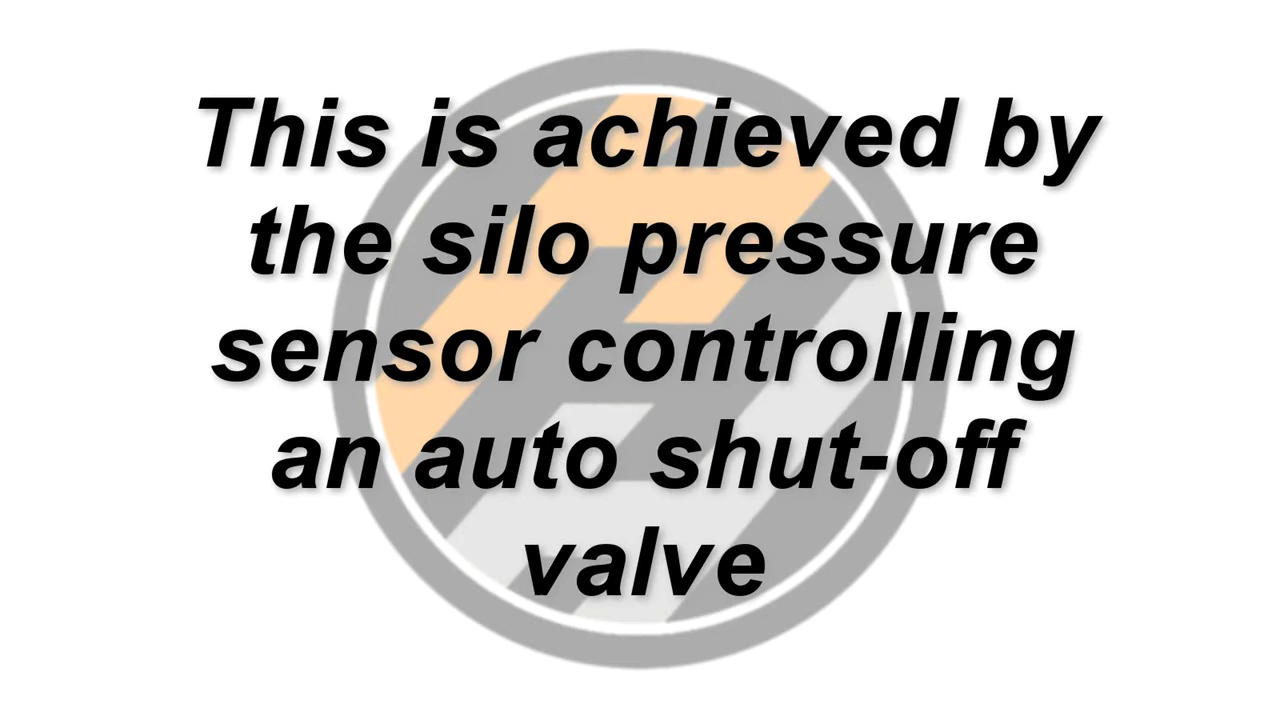 This is achieved by
the silo pressure
sensor controlling
an auto shut-off
valve